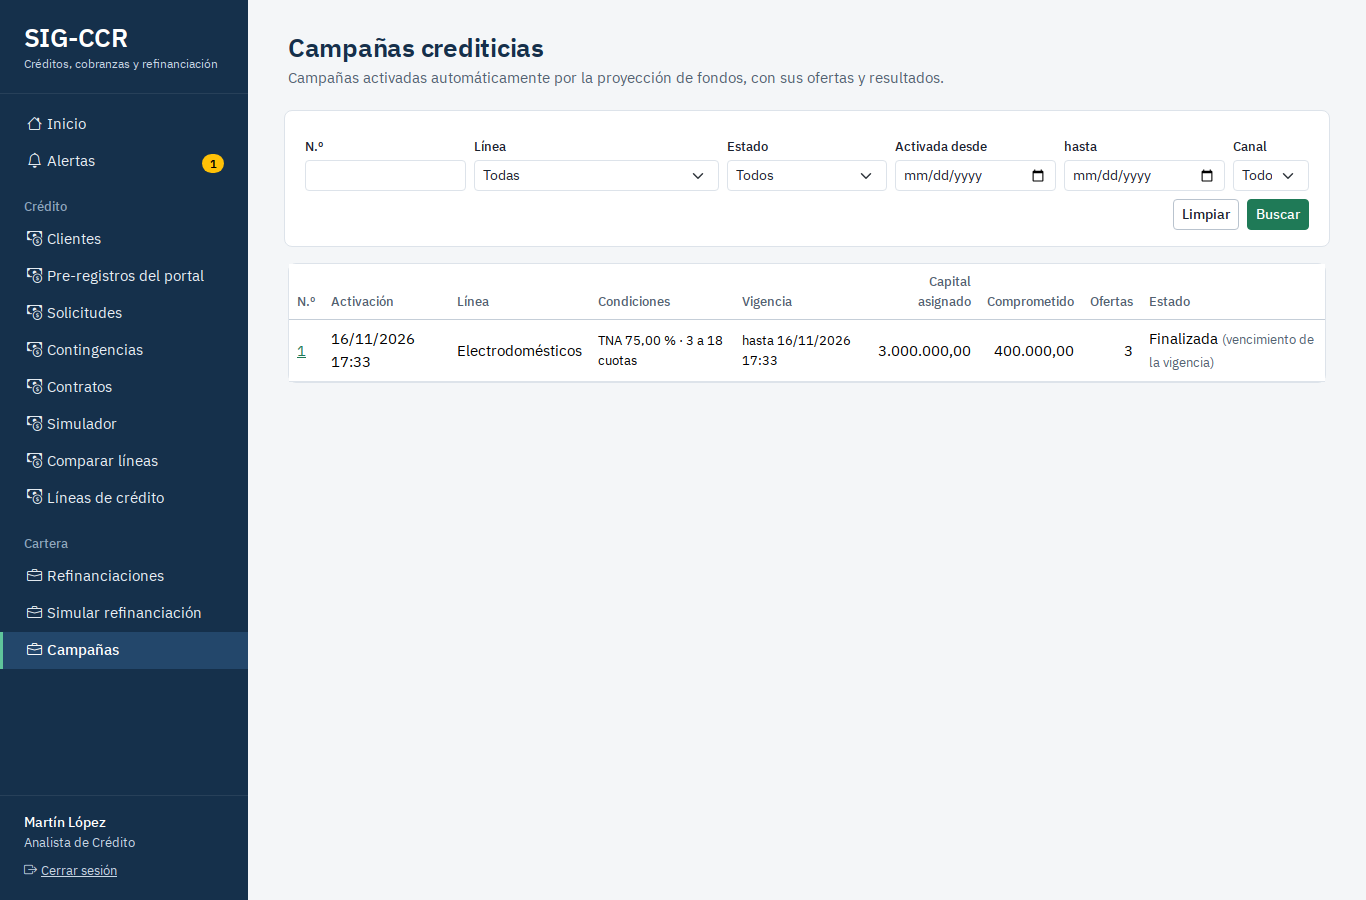 SIG-CCR
Créditos, cobranzas y refinanciación
Inicio
Alertas
1
Crédito
Clientes
Pre-registros del portal
Solicitudes
Contingencias
Contratos
Simulador
Comparar líneas
Líneas de crédito
Cartera
Refinanciaciones
Simular refinanciación
Campañas
Martín López
Analista de Crédito
Cerrar sesión
Campañas crediticias
Campañas activadas automáticamente por la proyección de fondos, con sus ofertas y resultados.
N.º Línea Estado Activada desde hasta Canal
Todas Todos mm/dd/yyyy mm/dd/yyyy Todo
Limpiar Buscar
Capital
N.º Activación Línea Condiciones Vigencia asignado Comprometido Ofertas Estado
16/11/2026 TNA 75,00 % · 3 a 18 hasta 16/11/2026 Finalizada (vencimiento de
1 Electrodomésticos 3.000.000,00 400.000,00 3
17:33 cuotas 17:33 la vigencia)